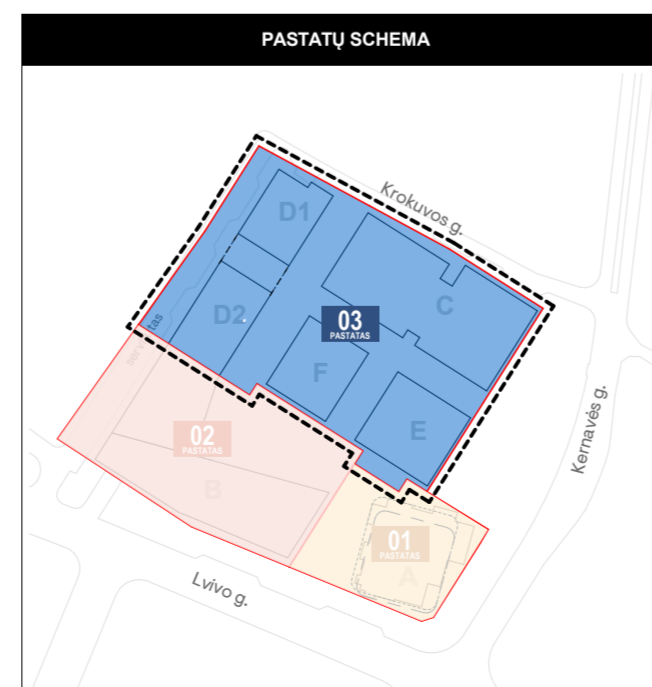 PASTATŲ SCHEMA
Krokuvos g.
D1
C
D2
03
PASTATAS
F
E
Kernavės g.
02
PASTATAS
B
01
PASTATAS
A
Lvivo g.